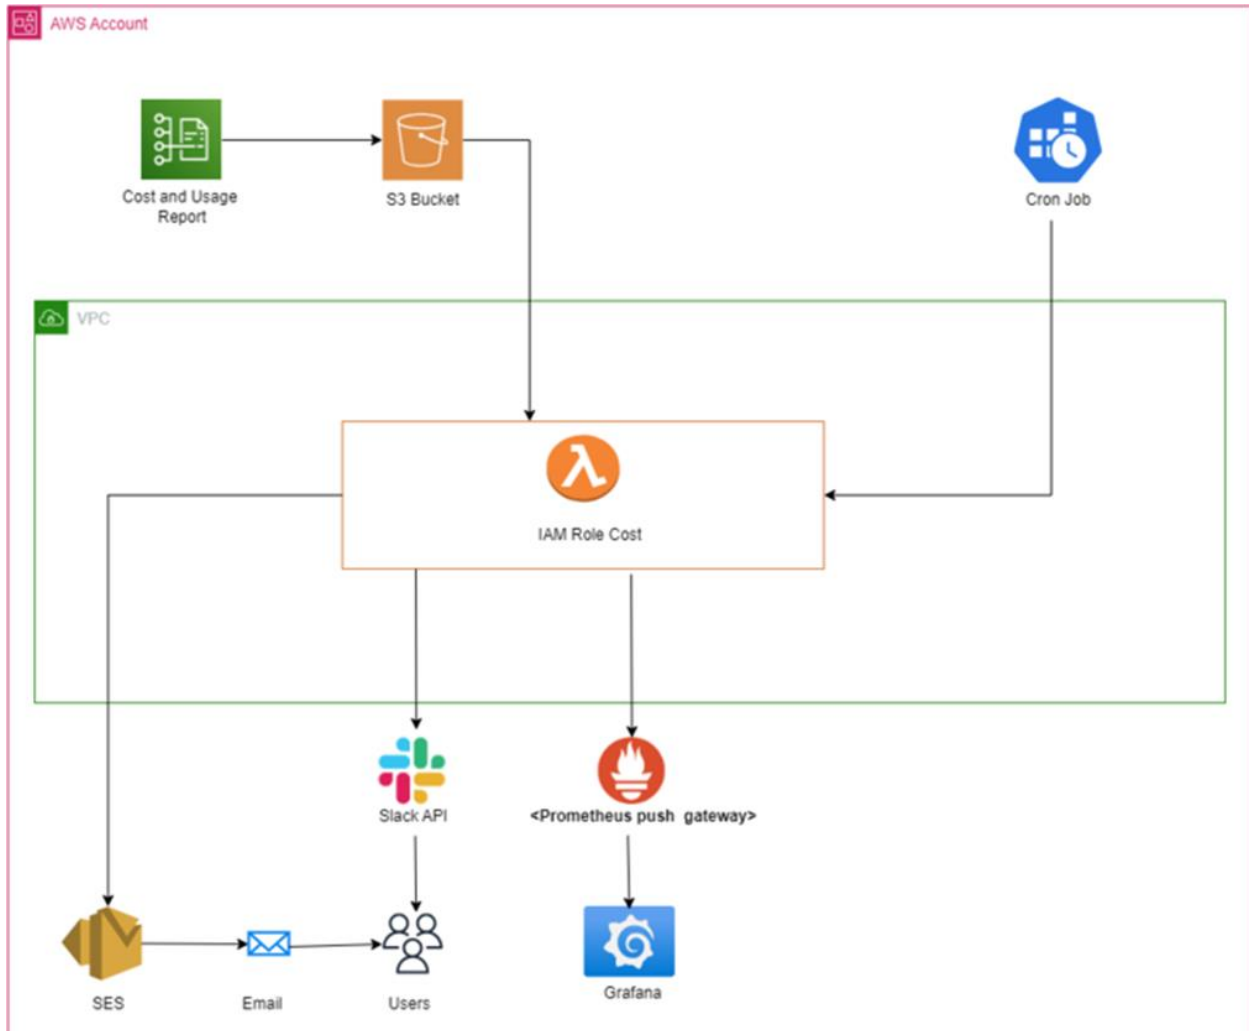 AWS Account
Cost and Usage
Report
S3 Bucket
Cron Job
VPC
IAM Role Cost
Slack API
<Prometheus push  gateway>
SES
Email
Users
Grafana